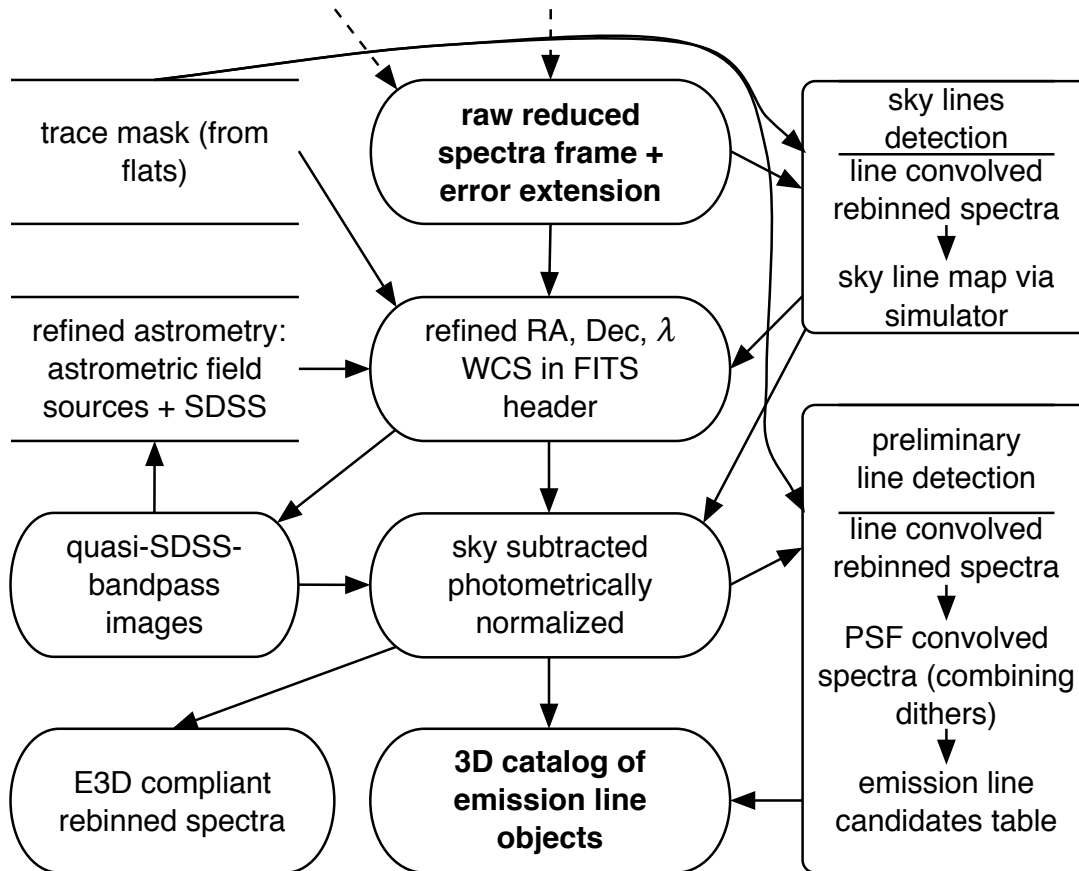 trace mask (from
flats)
raw reduced
spectra frame +
error extension
sky lines
detection
line convolved
rebinned spectra
sky line map via
simulator
refined astrometry:
astrometric field
sources + SDSS
refined RA, Dec, λ
WCS in FITS
header
preliminary
line detection
line convolved
rebinned spectra
PSF convolved
spectra (combining
dithers)
emission line
candidates table
quasi-SDSS-
bandpass
images
sky subtracted
photometrically
normalized
E3D compliant
rebinned spectra
3D catalog of
emission line
objects